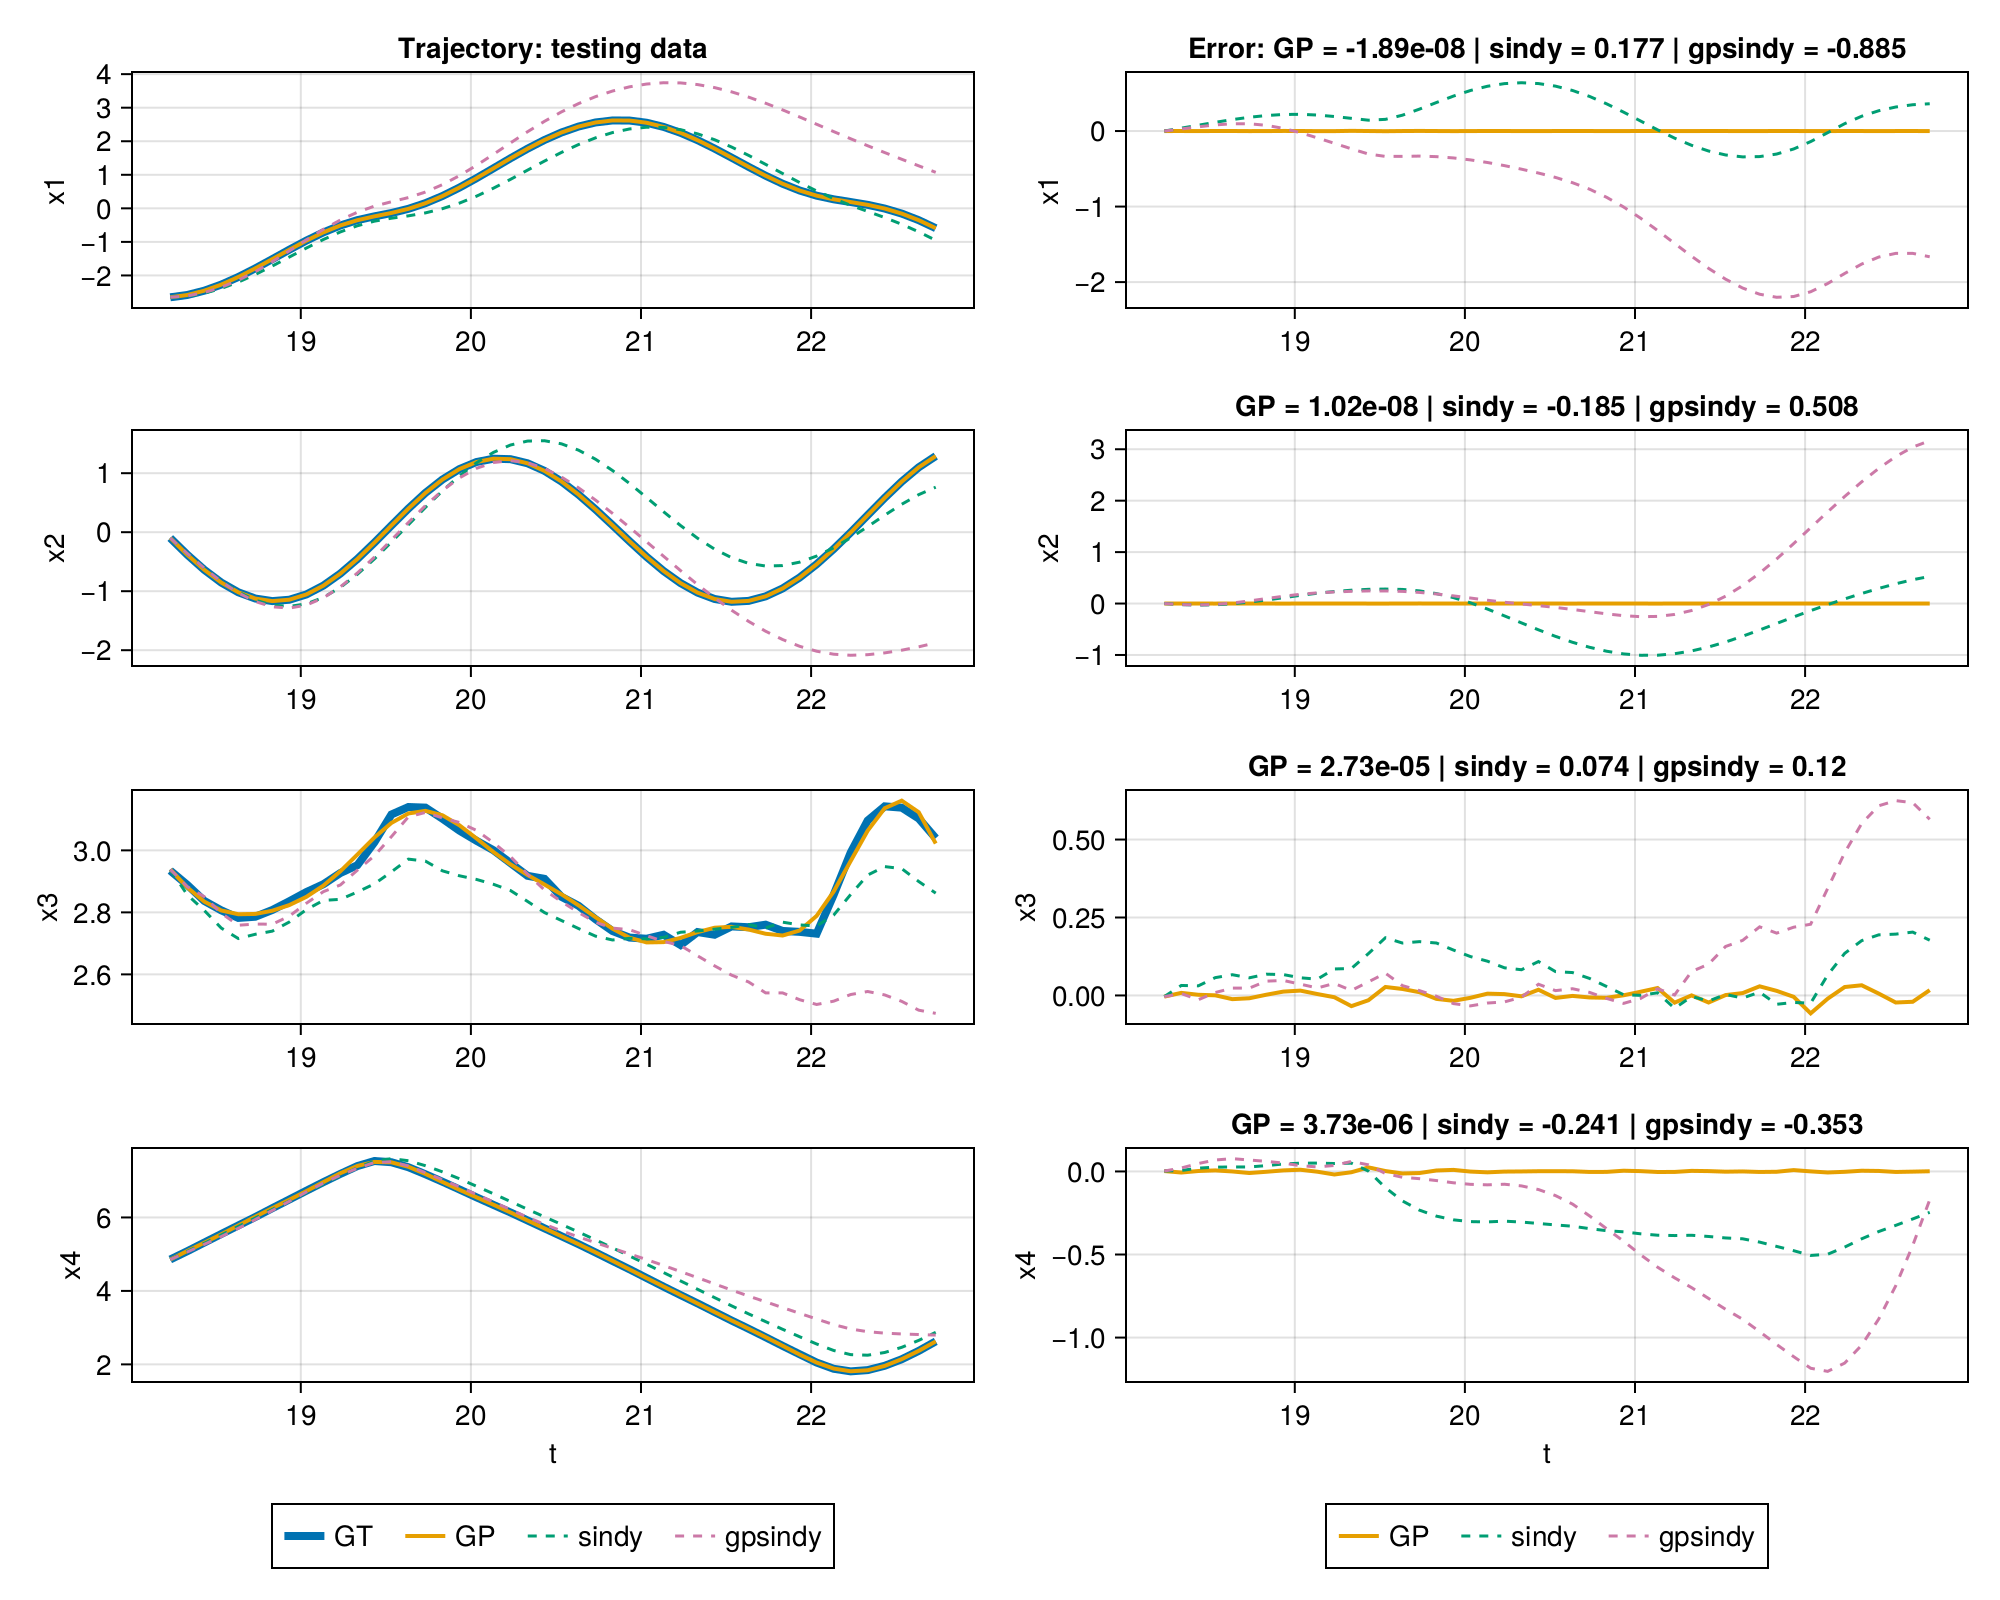 Trajectory: testing data
4
3
2
1
0
−1
−2
x1
19 20 21 22
Error: GP = -1.89e-08 | sindy = 0.177 | gpsindy = -0.885
0
−1
−2
x1
19 20 21 22
1
0
−1
−2
x2
19 20 21 22
GP = 1.02e-08 | sindy = -0.185 | gpsindy = 0.508
3
2
1
0
−1
x2
19 20 21 22
3.0
2.8
2.6
x3
19 20 21 22
GP = 2.73e-05 | sindy = 0.074 | gpsindy = 0.12
0.50
0.25
0.00
x3
19 20 21 22
6
4
2
x4
19 20 21 22
t
GP = 3.73e-06 | sindy = -0.241 | gpsindy = -0.353
0.0
−0.5
−1.0
x4
19 20 21 22
t
GT GP sindy gpsindy
GP sindy gpsindy